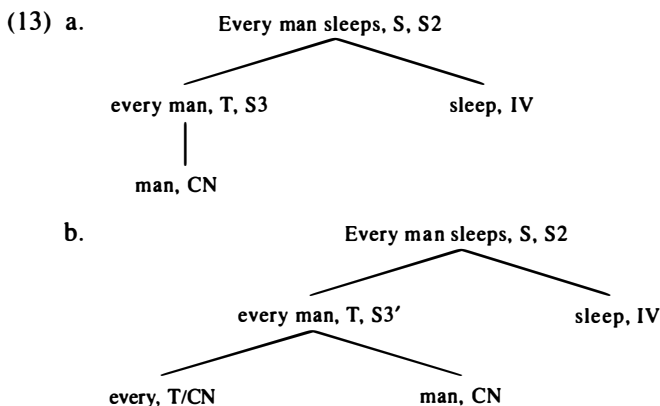 (13) a. Every man sleeps, S, S2
every man, T, S3 sleep, IV
man, CN
b. Every man sleeps, S, S2
every man, T, S3′ sleep, IV
every, T/CN man, CN